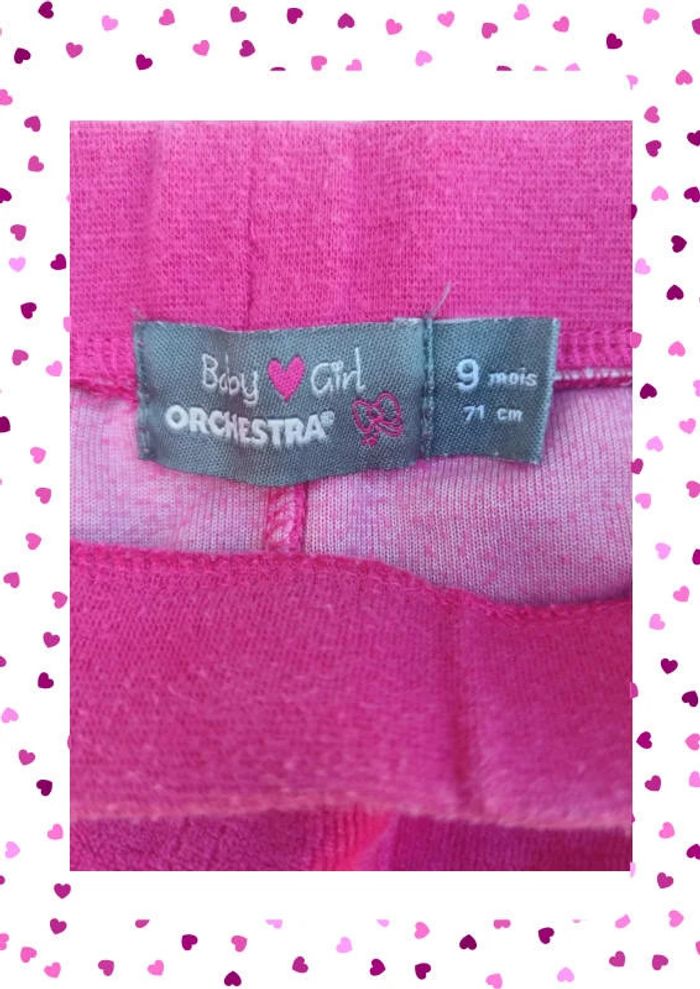 Baby Girl
ORCHESTRA®
9 mois
71 cm